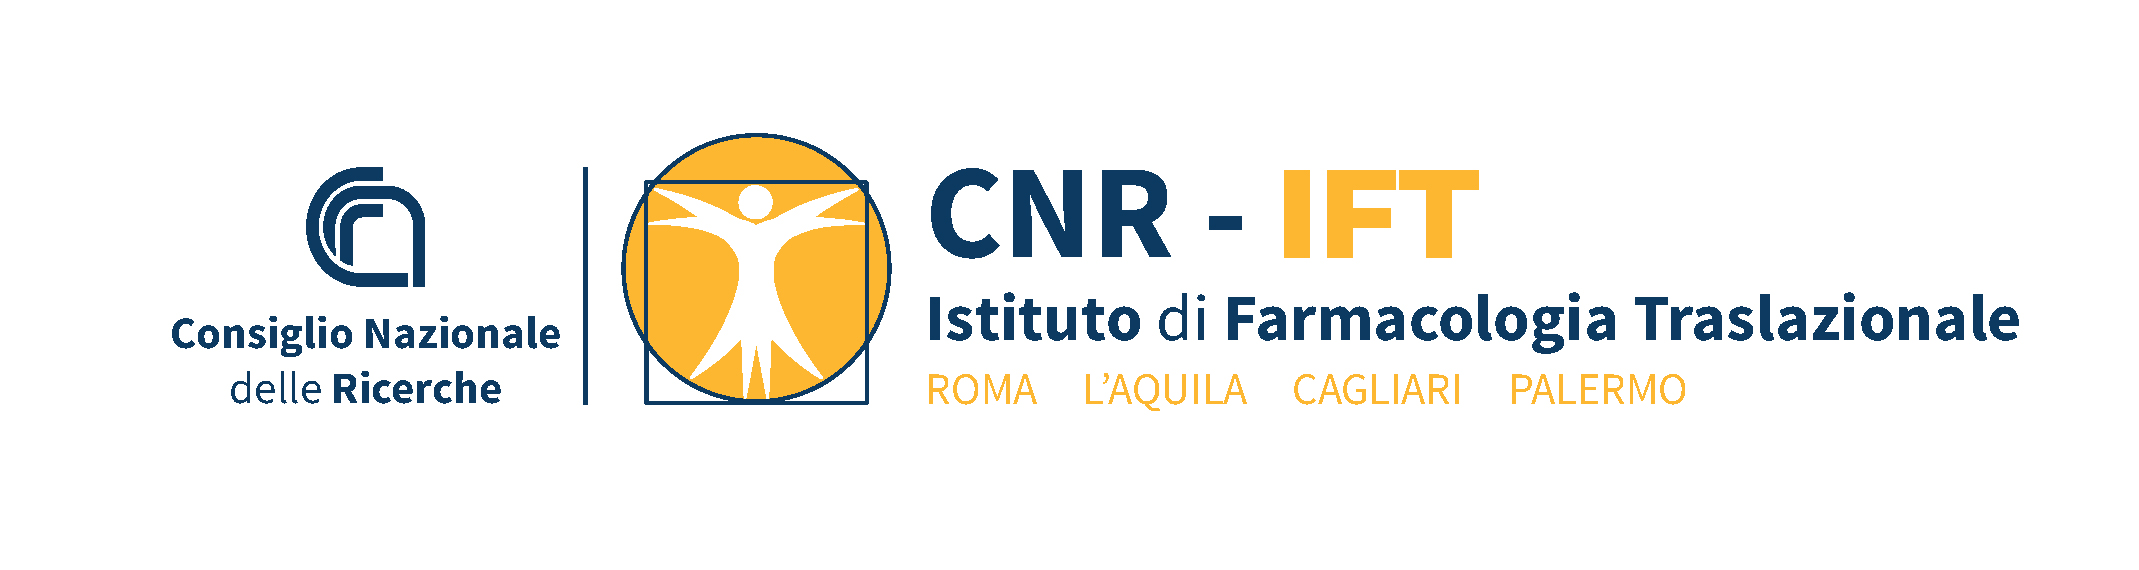 Consiglio Nazionale
delle Ricerche
CNR - IFT
Istituto di Farmacologia Traslazionale
ROMA L’AQUILA CAGLIARI PALERMO